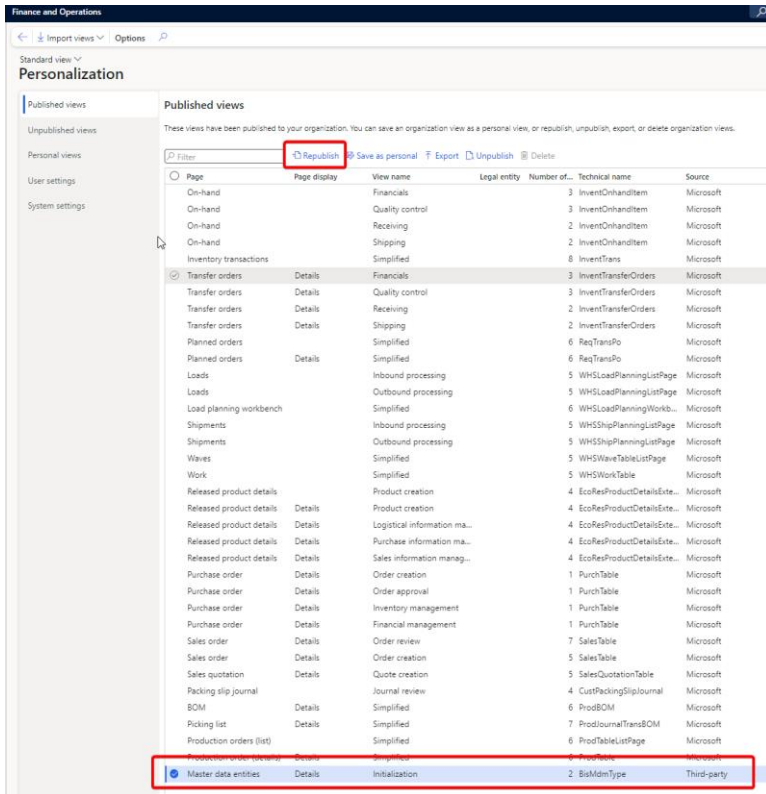 Finance and Operations
Import views Options
Standard view
Personalization
Published views
Unpublished views
Personal views
User settings
System settings
Published views
These views have been published to your organization. You can save an organization view as a personal view, or republish, unpublish, export, or delete organization views.
Filter Republish Save as personal Export Unpublish Delete
Page Page display View name Legal entity Number of... Technical name Source
On-hand Financials 3 InventOnhandItem Microsoft
On-hand Quality control 3 InventOnhandItem Microsoft
On-hand Receiving 2 InventOnhandItem Microsoft
On-hand Shipping 2 InventOnhandItem Microsoft
Inventory transactions Simplified 8 InventTrans Microsoft
Transfer orders Details Financials 3 InventTransferOrders Microsoft
Transfer orders Details Quality control 3 InventTransferOrders Microsoft
Transfer orders Details Receiving 2 InventTransferOrders Microsoft
Transfer orders Details Shipping 2 InventTransferOrders Microsoft
Planned orders Simplified 6 ReqTransPo Microsoft
Planned orders Details Simplified 6 ReqTransPo Microsoft
Loads Inbound processing 5 WHSLoadPlanningListPage Microsoft
Loads Outbound processing 5 WHSLoadPlanningListPage Microsoft
Load planning workbench Simplified 6 WHSLoadPlanningWorkb... Microsoft
Shipments Inbound processing 5 WHSShipPlanningListPage Microsoft
Shipments Outbound processing 5 WHSShipPlanningListPage Microsoft
Waves Simplified 5 WHSWaveTableListPage Microsoft
Work Simplified 5 WHSWorkTable Microsoft
Released product details Product creation 4 EcoResProductDetailsExte... Microsoft
Released product details Details Product creation 4 EcoResProductDetailsExte... Microsoft
Released product details Details Logistical information ma... 4 EcoResProductDetailsExte... Microsoft
Released product details Details Purchase information ma... 4 EcoResProductDetailsExte... Microsoft
Released product details Details Sales information manag... 4 EcoResProductDetailsExte... Microsoft
Purchase order Details Order creation 1 PurchTable Microsoft
Purchase order Details Order approval 1 PurchTable Microsoft
Purchase order Details Inventory management 1 PurchTable Microsoft
Purchase order Details Financial management 1 PurchTable Microsoft
Sales order Details Order review 7 SalesTable Microsoft
Sales order Details Order creation 5 SalesTable Microsoft
Sales quotation Details Quote creation 5 SalesQuotationTable Microsoft
Packing slip journal Journal review 4 CustPackingSlipJournal Microsoft
BOM Details Simplified 6 ProdBOM Microsoft
Picking list Details Simplified 7 ProdJournalTransBOM Microsoft
Production orders (list) Simplified 6 ProdTableListPage Microsoft
Production order (details) Details Simplified 6 ProdTable Microsoft
Master data entities Details Initialization 2 BisMdmType Third-party